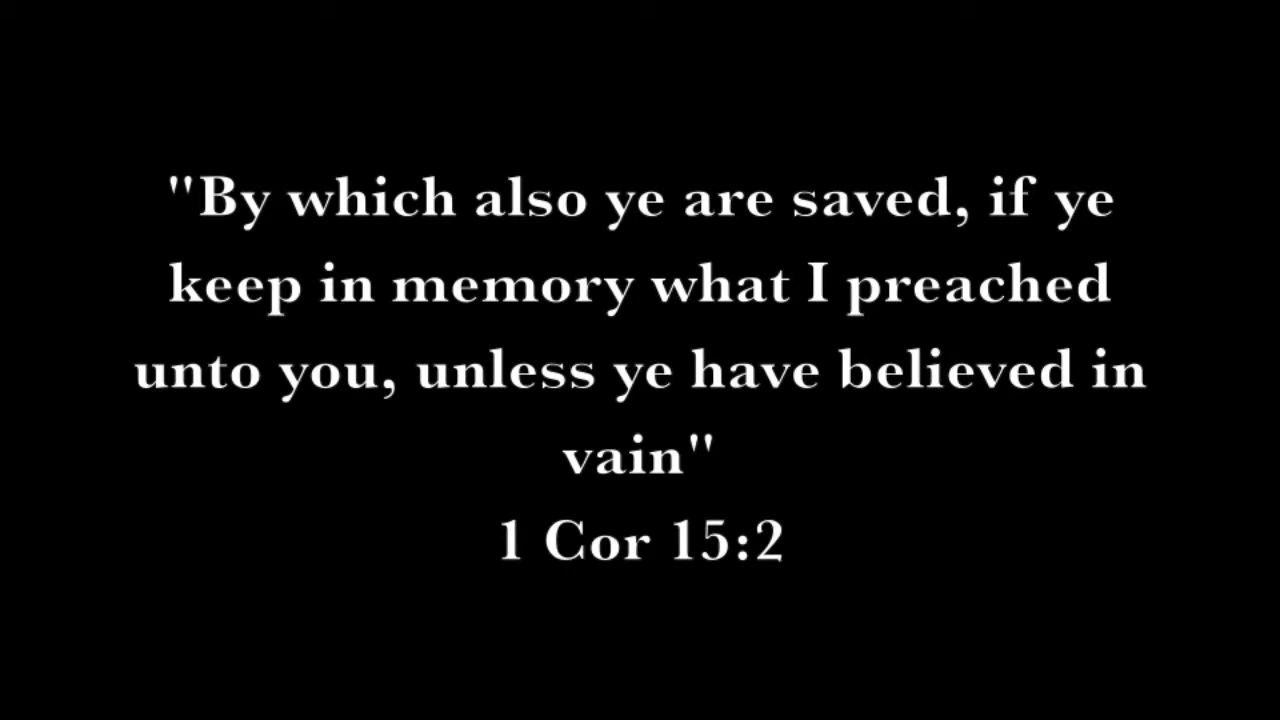 "By which also ye are saved, if ye
keep in memory what I preached
unto you, unless ye have believed in
vain"
1 Cor 15:2